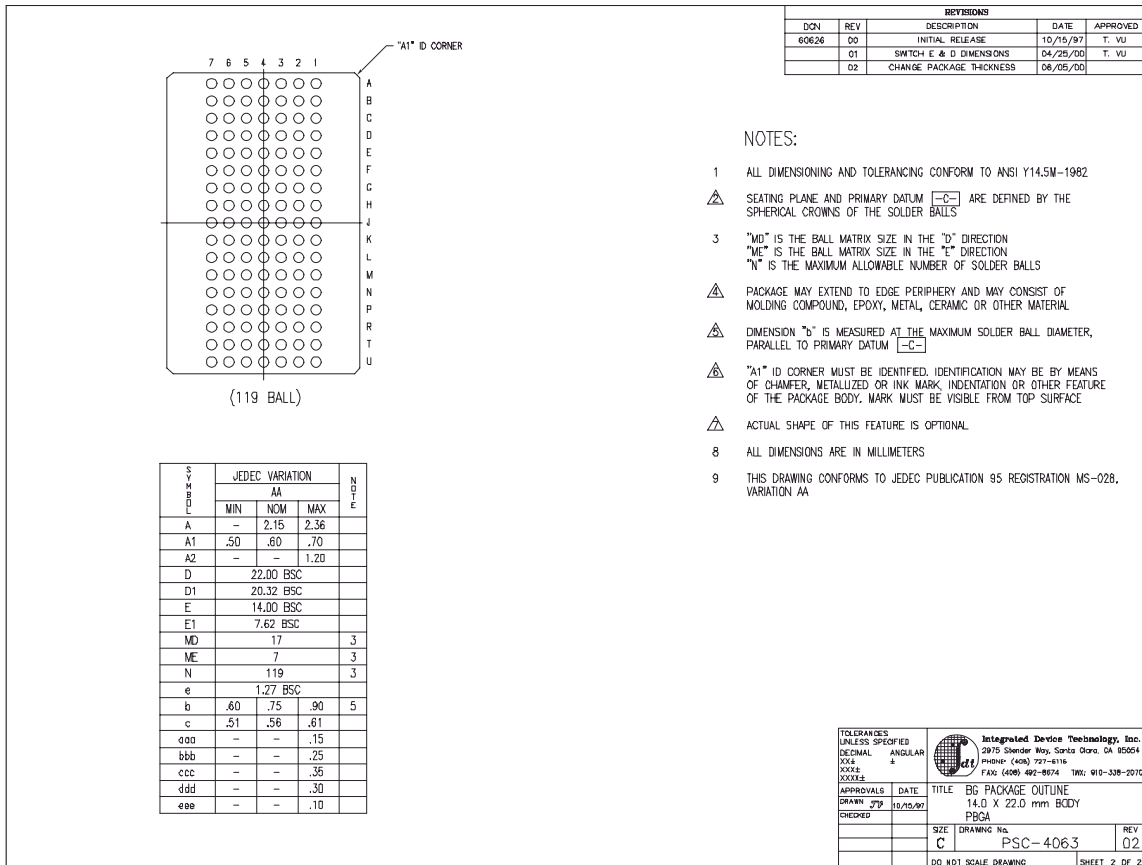 REVISIONS
DCN REV DESCRIPTION DATE APPROVED
60626 00 INITIAL RELEASE 10/15/97 T. VU
01 SWITCH E & D DIMENSIONS 04/25/00 T. VU
02 CHANGE PACKAGE THICKNESS 06/05/00
"A1" ID CORNER
7 6 5 4 3 2 1
A
B
C
D
E
F
G
H
J
K
L
M
N
P
R
T
U
(119 BALL)
NOTES:
1 ALL DIMENSIONING AND TOLERANCING CONFORM TO ANSI Y14.5M-1982
2 SEATING PLANE AND PRIMARY DATUM -C- ARE DEFINED BY THE
SPHERICAL CROWNS OF THE SOLDER BALLS
3 "MD" IS THE BALL MATRIX SIZE IN THE "D" DIRECTION
"ME" IS THE BALL MATRIX SIZE IN THE "E" DIRECTION
"N" IS THE MAXIMUM ALLOWABLE NUMBER OF SOLDER BALLS
4 PACKAGE MAY EXTEND TO EDGE PERIPHERY AND MAY CONSIST OF
MOLDING COMPOUND, EPOXY, METAL, CERAMIC OR OTHER MATERIAL
5 DIMENSION "b" IS MEASURED AT THE MAXIMUM SOLDER BALL DIAMETER,
PARALLEL TO PRIMARY DATUM -C-
6 "A1" ID CORNER MUST BE IDENTIFIED. IDENTIFICATION MAY BE BY MEANS
OF CHAMFER, METALIZED OR INK MARK, INDENTATION OR OTHER FEATURE
OF THE PACKAGE BODY. MARK MUST BE VISIBLE FROM TOP SURFACE
7 ACTUAL SHAPE OF THIS FEATURE IS OPTIONAL
8 ALL DIMENSIONS ARE IN MILLIMETERS
9 THIS DRAWING CONFORMS TO JEDEC PUBLICATION 95 REGISTRATION MS-028,
VARIATION AA
SYMBOL JEDEC VARIATION NOTE
AA
MIN NOM MAX
A - 2.15 2.36
A1 .50 .60 .70
A2 - - 1.20
D 22.00 BSC
D1 20.32 BSC
E 14.00 BSC
E1 7.62 BSC
MD 17 3
ME 7 3
N 119 3
e 1.27 BSC
b .60 .75 .90 5
c .51 .56 .61
aaa - - .15
bbb - - .25
ccc - - .35
ddd - - .30
eee - - .10
TOLERANCES
UNLESS SPECIFIED
DECIMAL ANGULAR
XX± ±
XXX±
XXXX±
idt
Integrated Device Technology, Inc.
2975 Stender Way, Santa Clara, CA 95054
PHONE: (408) 727-6116
FAX: (408) 492-8674 TWX: 910-338-2070
APPROVALS DATE
DRAWN 10/15/97
CHECKED
TITLE BG PACKAGE OUTLINE
14.0 X 22.0 mm BODY
PBGA
SIZE DRAWING No. REV
C PSC-4063 02
DO NOT SCALE DRAWING SHEET 2 OF 2